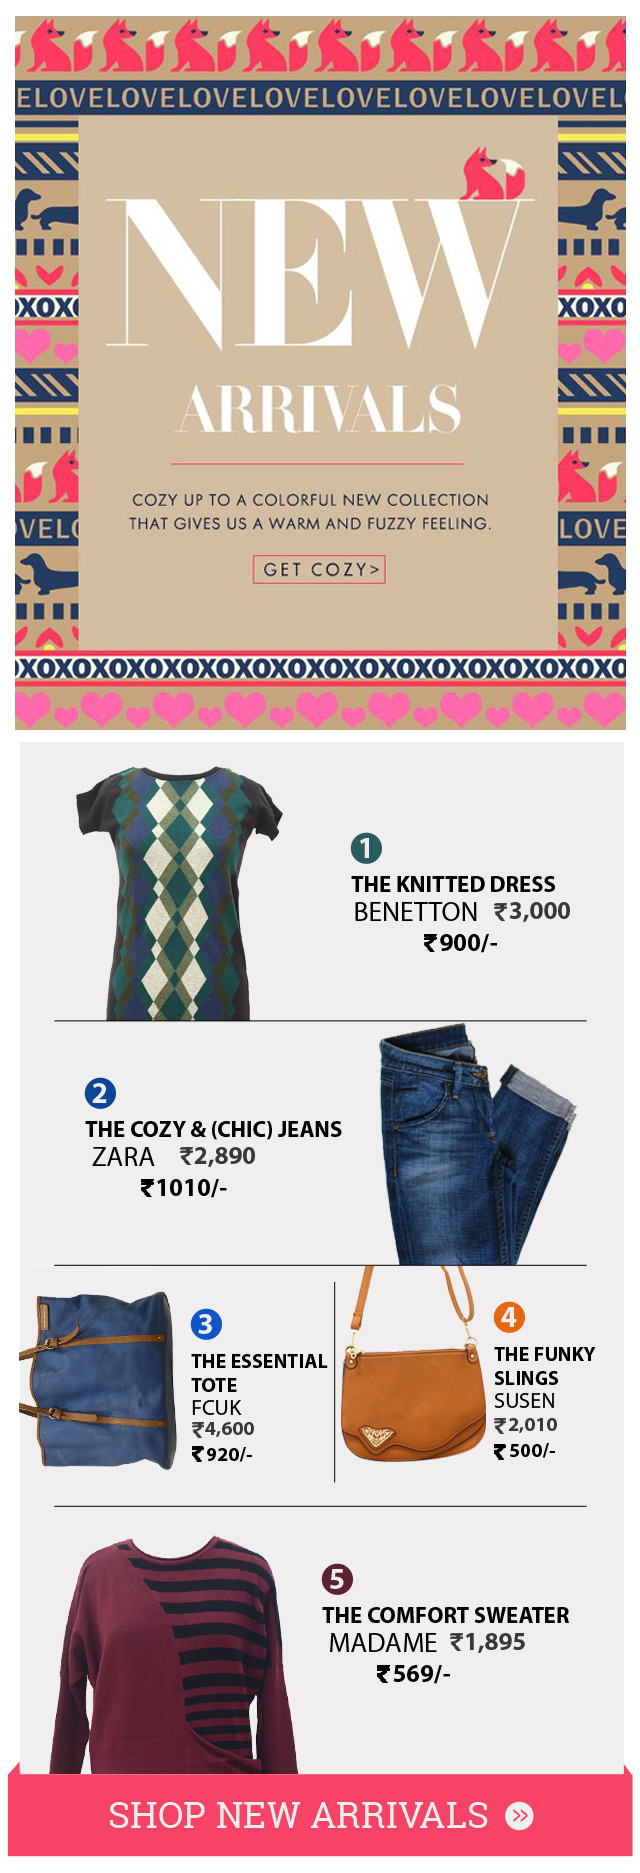 ELOVELOVELOVELOVELOVELOVELOVELOVEL
NEW
ARRIVALS
XOXO
XOXO
COZY UP TO A COLORFUL NEW COLLECTION
THAT GIVES US A WARM AND FUZZY FEELING.
VELO
LOVE
GET COZY>
OXOXOXOXOXOXOXOXOXOXOXOXOXOXOXO
1
THE KNITTED DRESS
BENETTON ₹3,000
₹900/-
2
THE COZY & (CHIC) JEANS
ZARA ₹2,890
₹1010/-
3
THE ESSENTIAL
TOTE
FCUK
₹4,600
₹920/-
4
THE FUNKY
SLINGS
SUSEN
₹2,010
₹500/-
5
THE COMFORT SWEATER
MADAME ₹1,895
₹569/-
SHOP NEW ARRIVALS »